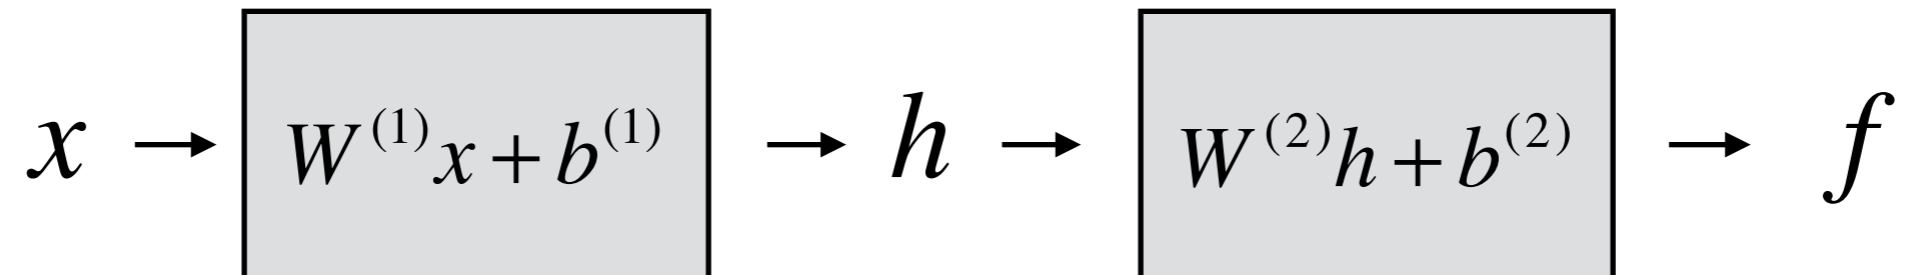 x → W^{(1)}x + b^{(1)} → h → W^{(2)}h + b^{(2)} → f